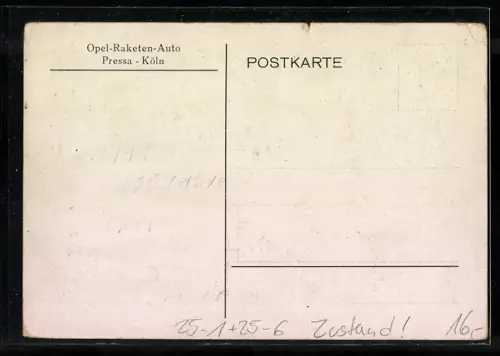 Opel-Raketen-Auto
Pressa - Köln
POSTKARTE
25-1+25-6 Zustand! 16,-